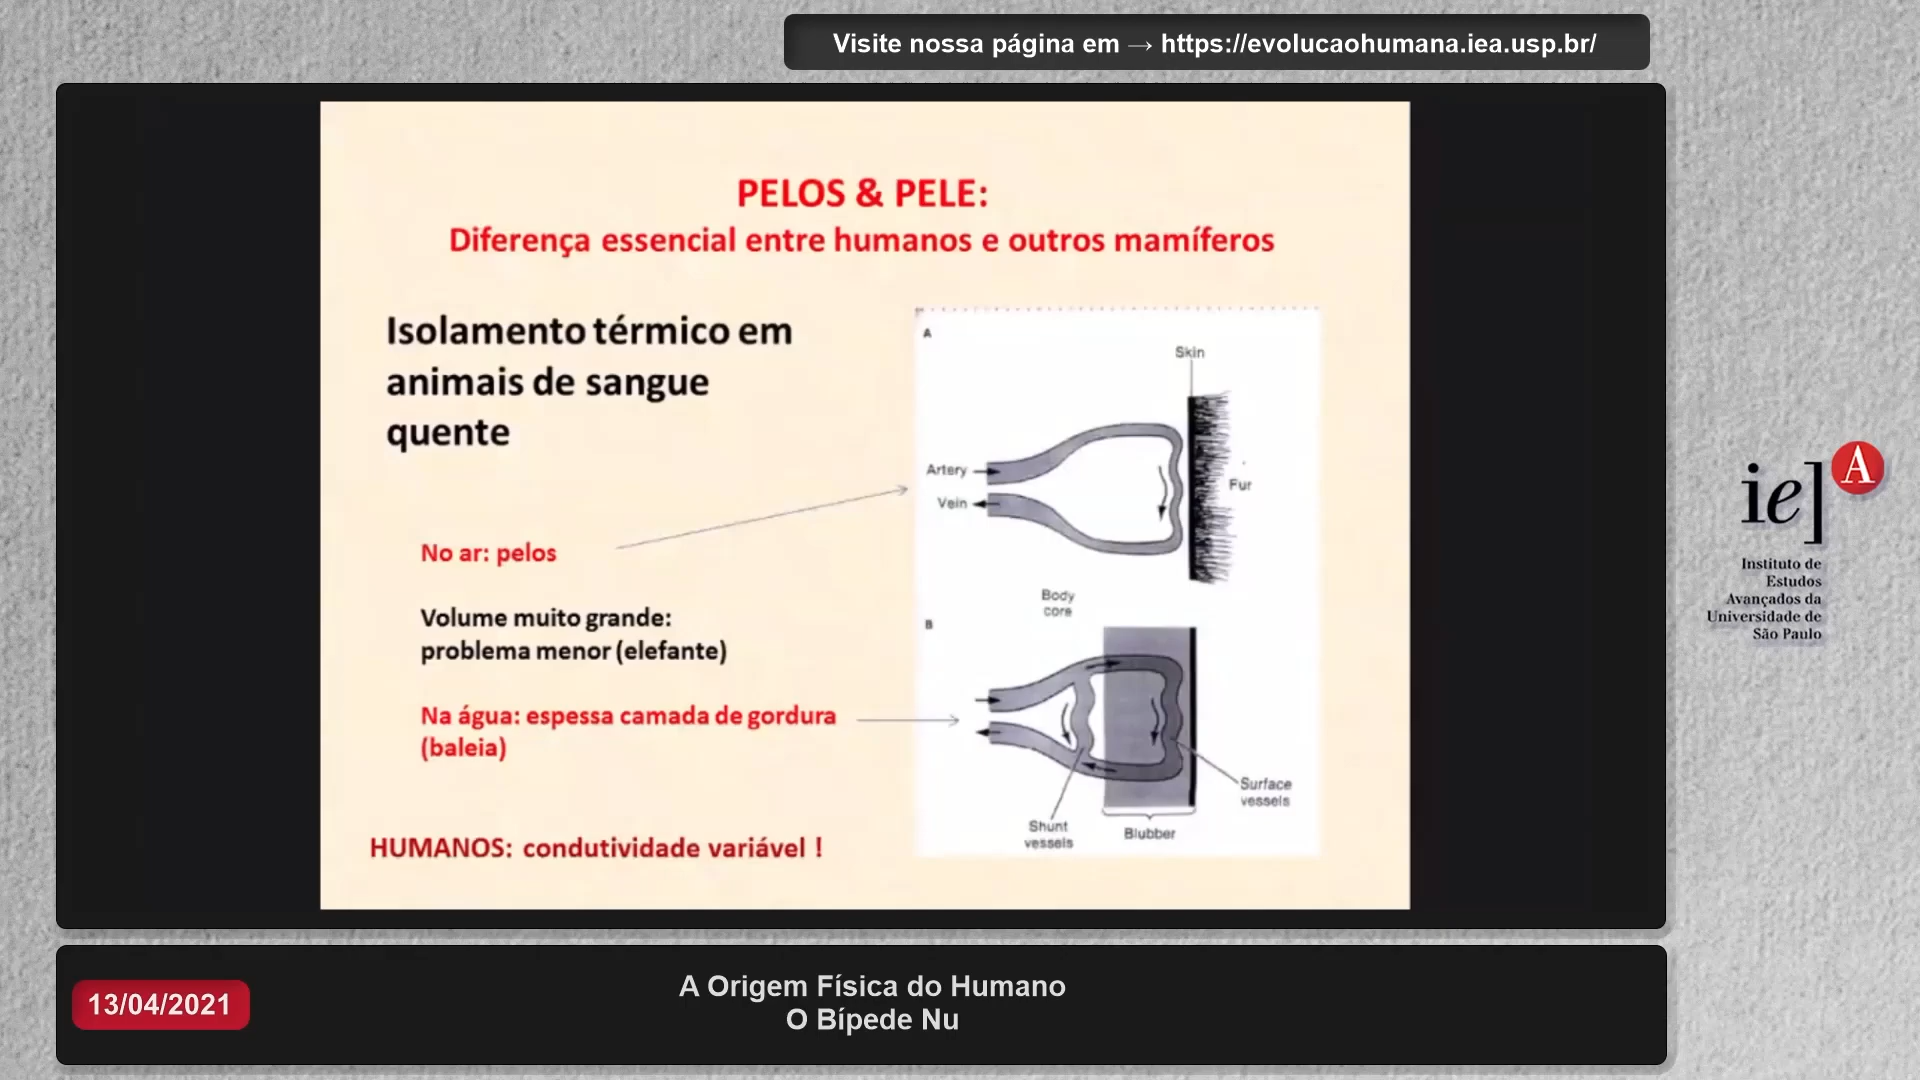 Visite nossa página em → https://evolucaohumana.iea.usp.br/
PELOS & PELE:
Diferença essencial entre humanos e outros mamíferos
Isolamento térmico em
animais de sangue
quente
No ar: pelos
Volume muito grande:
problema menor (elefante)
Na água: espessa camada de gordura
(baleia)
HUMANOS: condutividade variável !
A
Skin
Artery
Vein
Fur
Body
core
B
Surface
vessels
Shunt
vessels
Blubber
ie]A
Instituto de
Estudos
Avançados da
Universidade de
São Paulo
13/04/2021
A Origem Física do Humano
O Bípede Nu